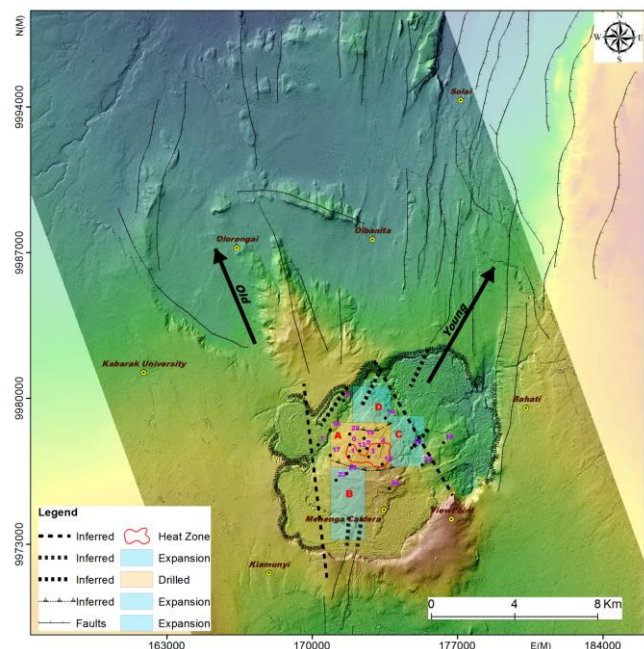 N(M)
N
W E
S
9994000
Solai
Olorongai
Olbanita
9987000
Old
Young
Kabarak University
9980000
Bahati
D
A
C
B
Menengai Caldera
ViewPoint
9973000
Kiamunyi
Legend
Inferred
Heat Zone
Inferred
Expansion
Inferred
Drilled
Inferred
Expansion
Faults
Expansion
0 4 8 Km
163000 170000 177000 E(M) 184000